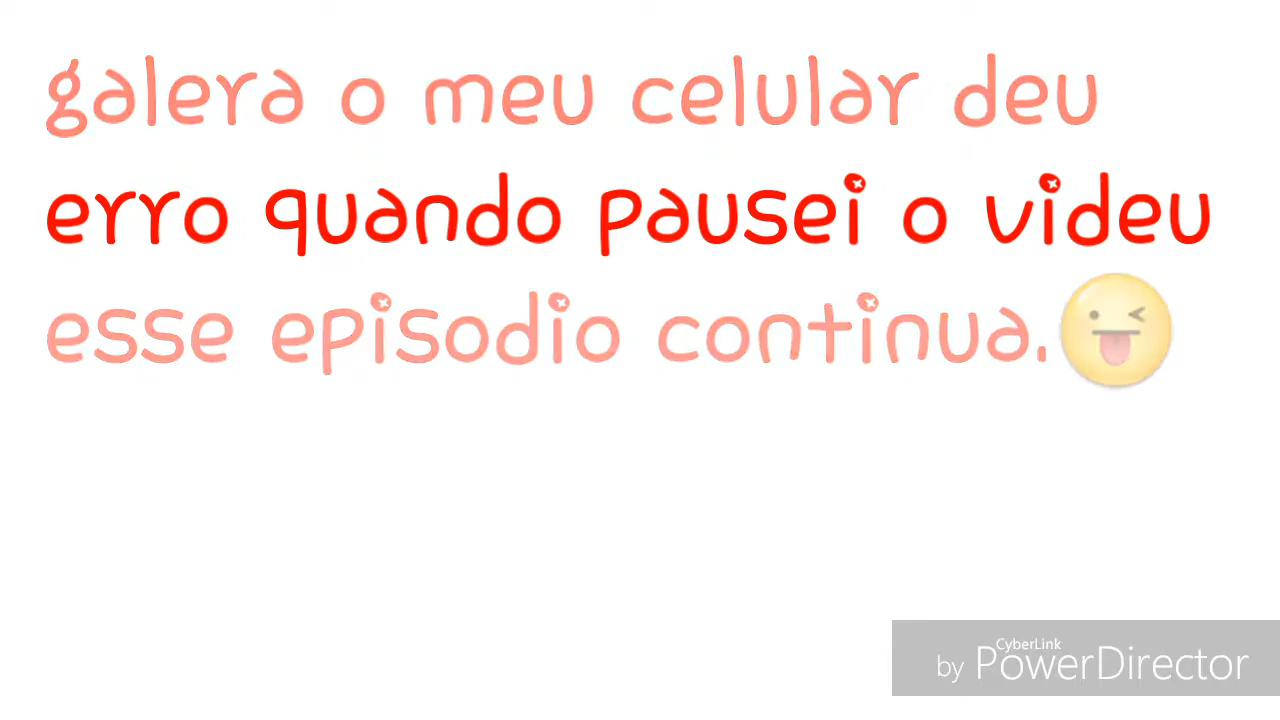 galera o meu celular deu
erro quando pausei o videu
esse episodio continua.😜
CyberLink
by PowerDirector